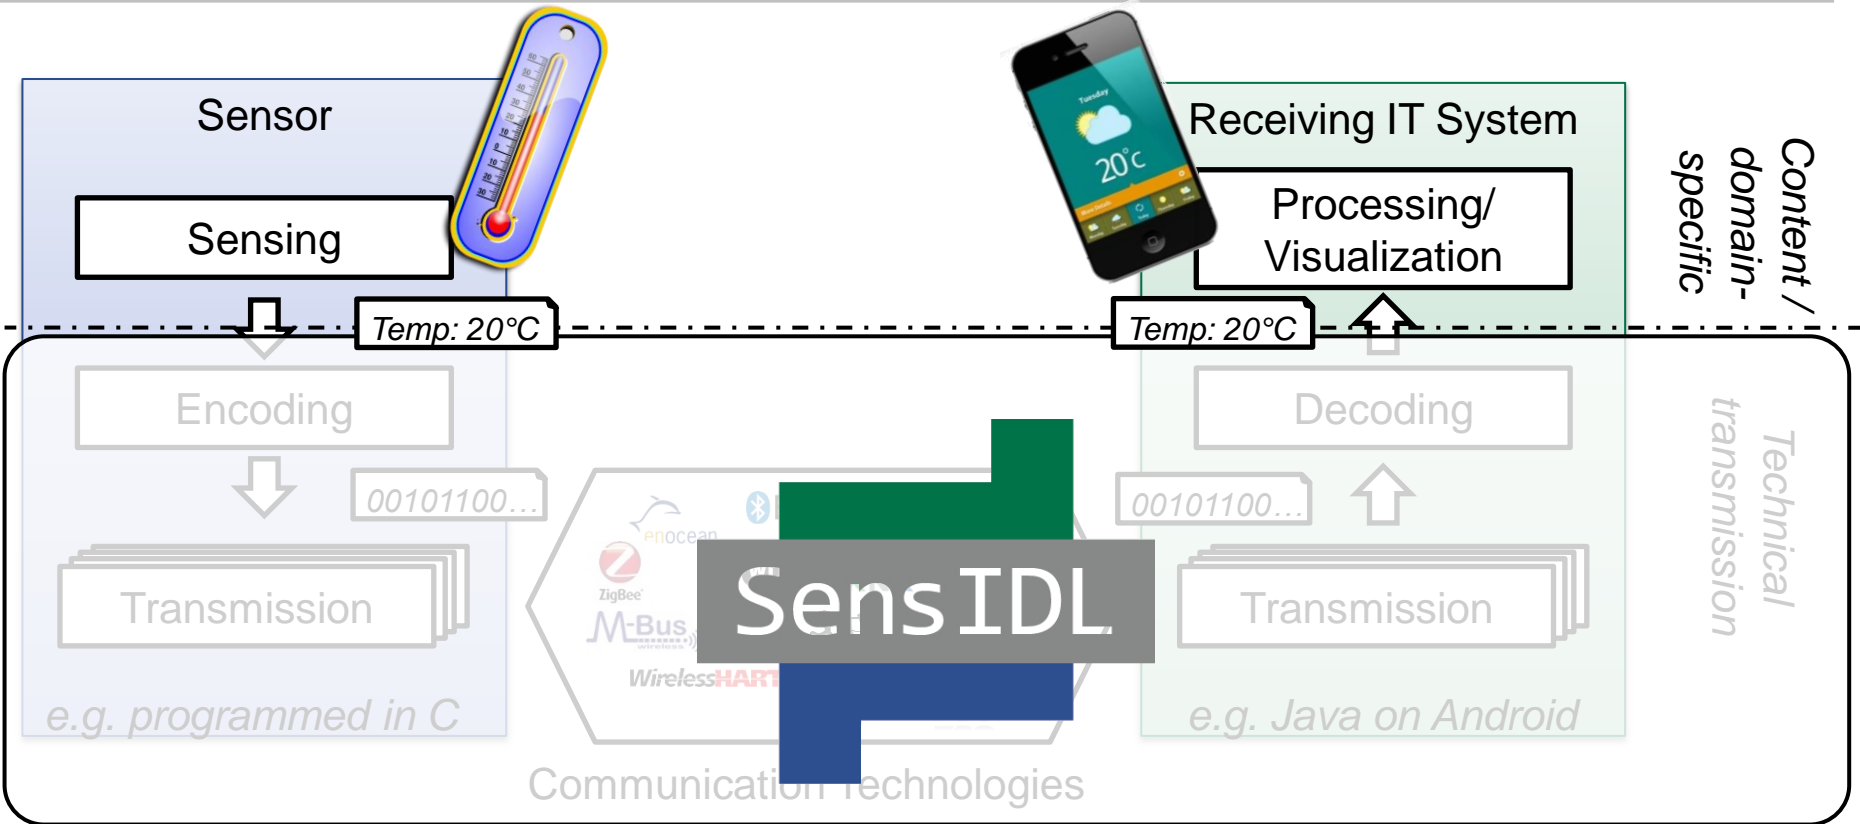 Sensor
Sensing
Temp: 20°C
Encoding
00101100…
Transmission
e.g. programmed in C
Tuesday
20°C
Receiving IT System
Processing/
Visualization
Temp: 20°C
Decoding
00101100…
Transmission
e.g. Java on Android
Content /
domain-
specific
Technical
transmission
enocean
ZigBee
M-Bus
wireless
WirelessHART
SensIDL
Communication Technologies